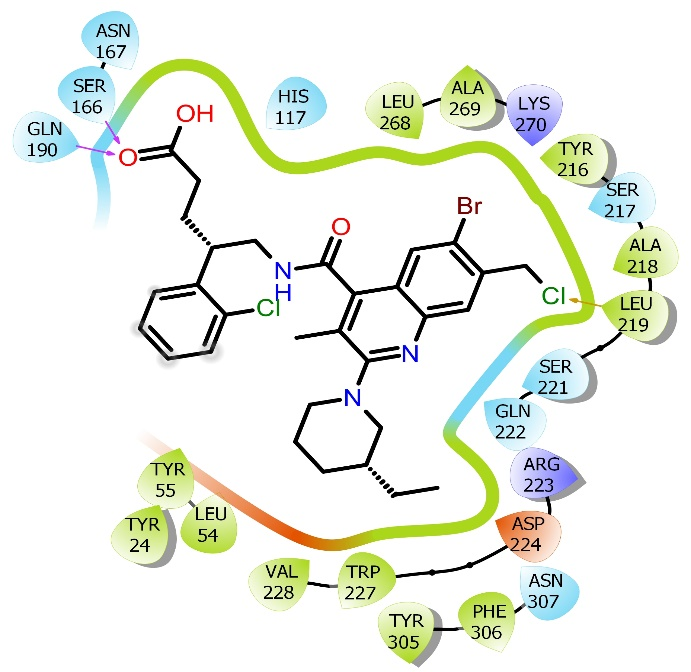 ASN
167
SER
166
GLN
190
HIS
117
LEU
268
ALA
269
LYS
270
TYR
216
SER
217
ALA
218
LEU
219
SER
221
GLN
222
ARG
223
ASP
224
ASN
307
PHE
306
TYR
305
TRP
227
VAL
228
LEU
54
TYR
55
TYR
24
OH
O
O
Br
N
H
Cl
Cl
N
N